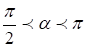 π/2 ≺ α ≺ π